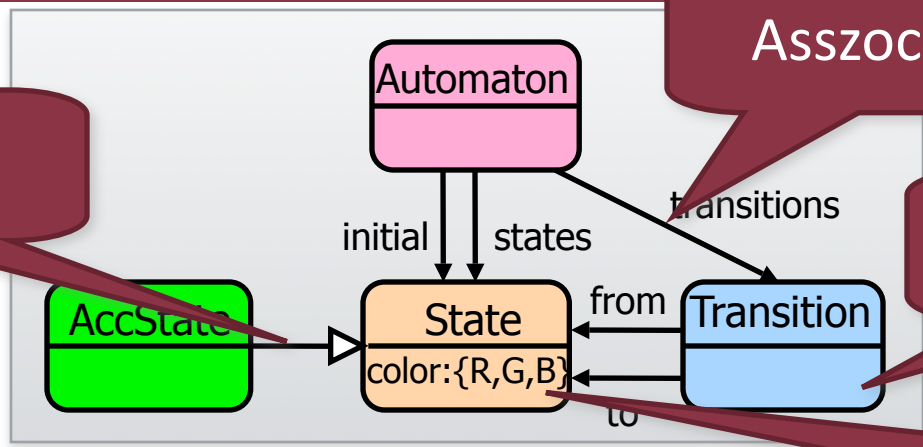 Asszoc
Automaton
transitions
initial
states
AccState
State
from
Transition
color:{R,G,B}
to